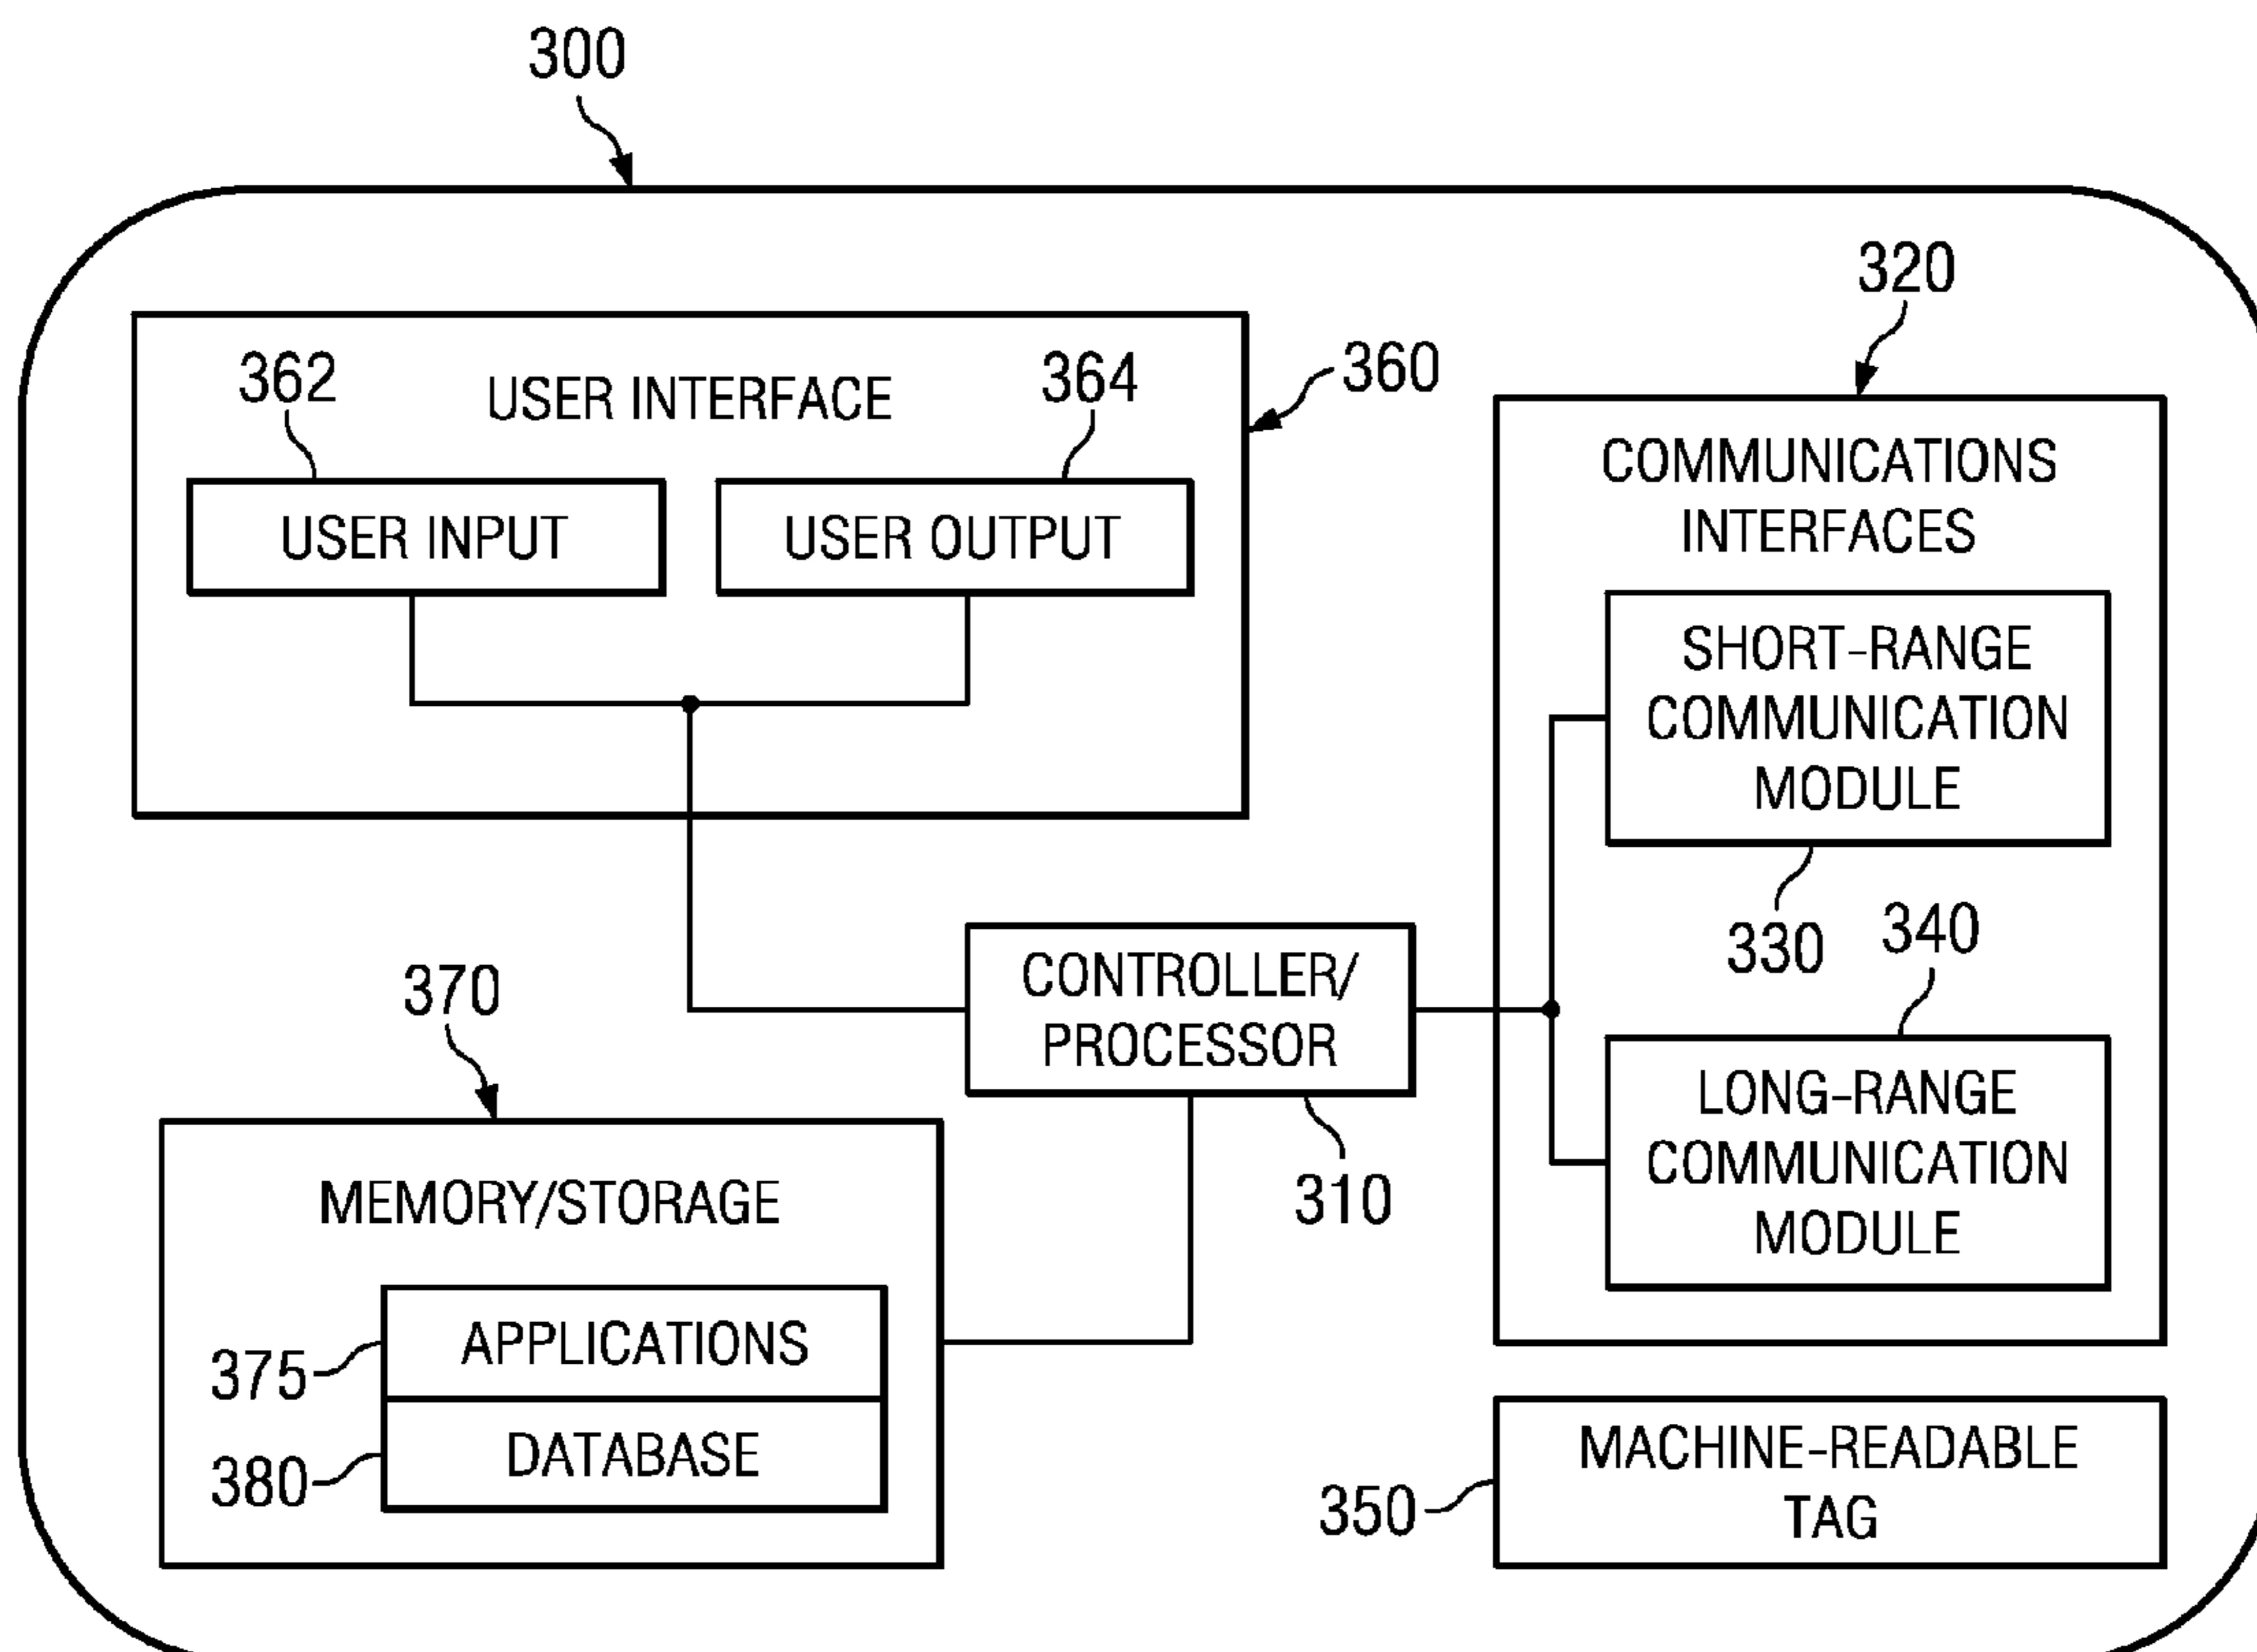 300
320
362
USER INTERFACE
364
360
USER INPUT
USER OUTPUT
COMMUNICATIONS
INTERFACES
SHORT-RANGE
COMMUNICATION
MODULE
330
340
LONG-RANGE
COMMUNICATION
MODULE
CONTROLLER/
PROCESSOR
310
370
MEMORY/STORAGE
375
APPLICATIONS
380
DATABASE
350
MACHINE-READABLE
TAG